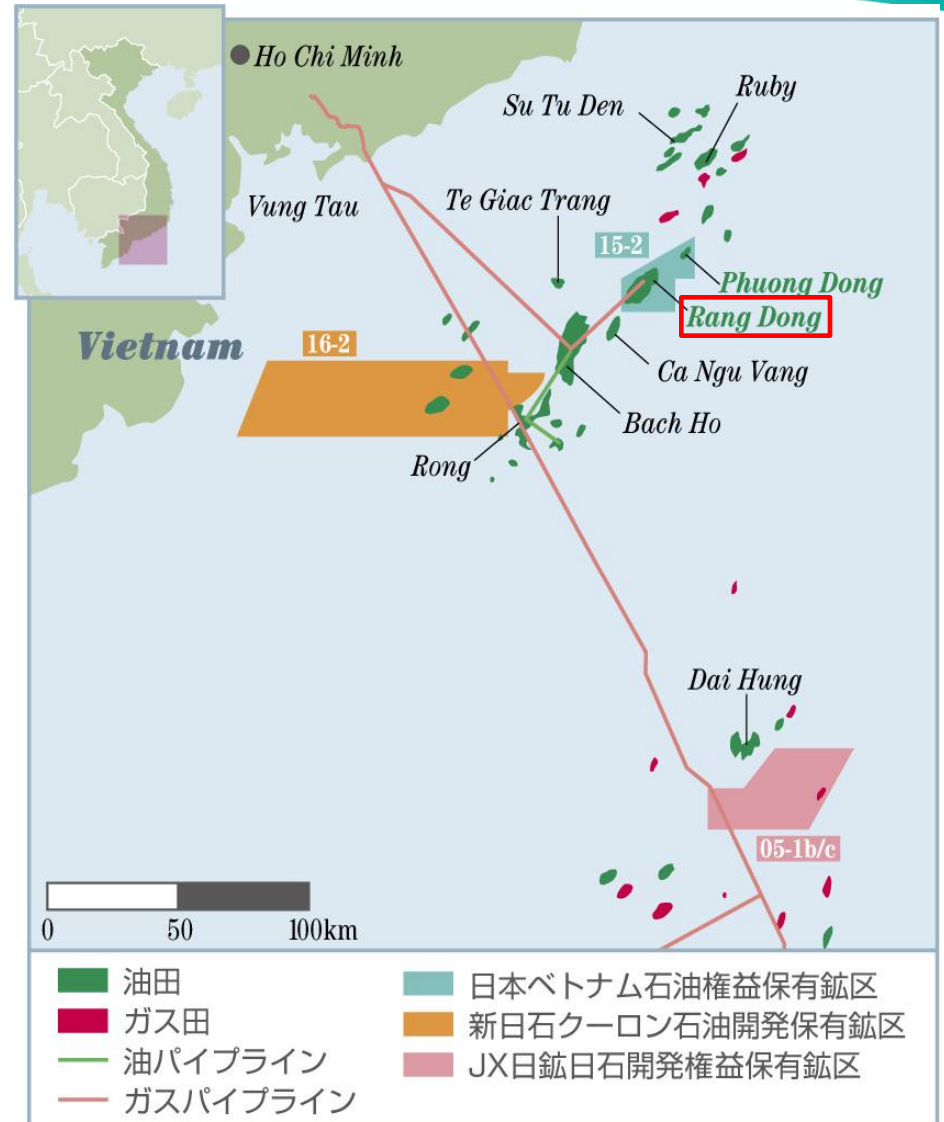 Ho Chi Minh
Su Tu Den
Ruby
Vung Tau
Te Giac Trang
15-2
Phuong Dong
Rang Dong
Vietnam
16-2
Ca Ngu Vang
Bach Ho
Rong
Dai Hung
05-1b/c
0 50 100km
油田
ガス田
油パイプライン
ガスパイプライン
日本ベトナム石油権益保有鉱区
新日石クーロン石油開発保有鉱区
JX日鉱日石開発権益保有鉱区